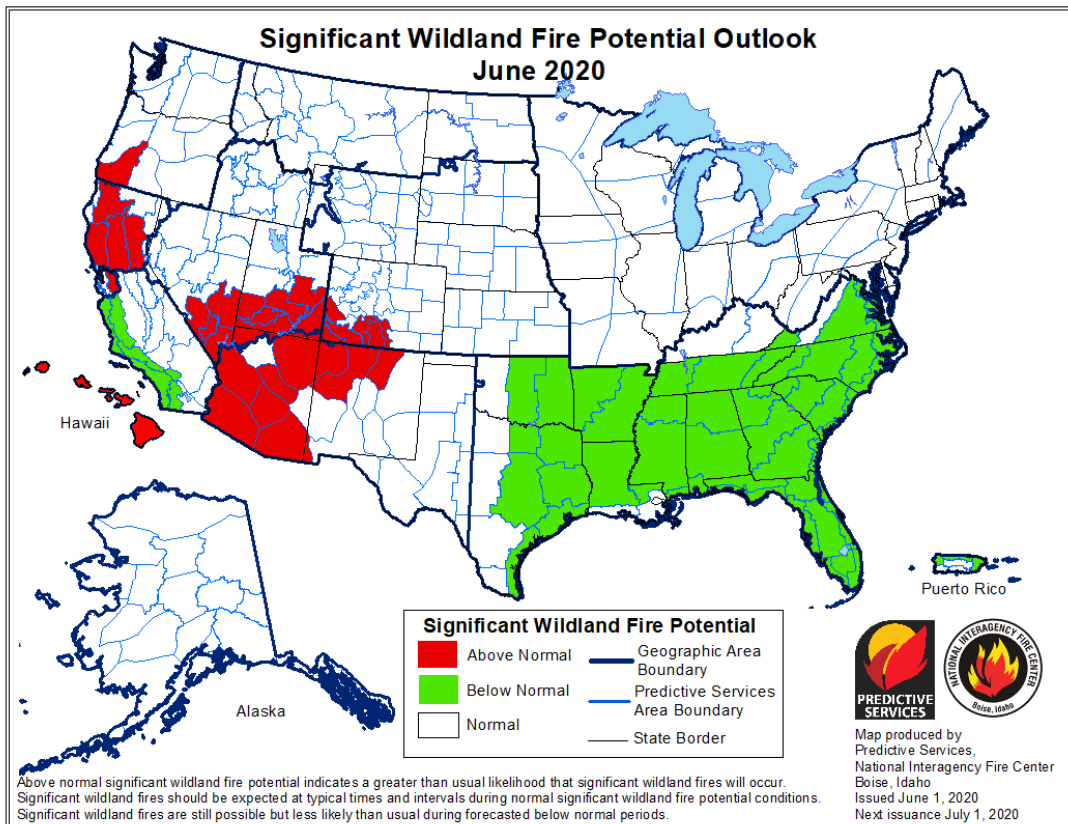 Significant Wildland Fire Potential Outlook
June 2020
Hawaii
Alaska
Puerto Rico
Significant Wildland Fire Potential
Above Normal
Below Normal
Normal
Geographic Area
Boundary
Predictive Services
Area Boundary
State Border
PREDICTIVE
SERVICES
NATIONAL INTERAGENCY FIRE CENTER
Boise, Idaho
Map produced by
Predictive Services,
National Interagency Fire Center
Boise, Idaho
Issued June 1, 2020
Next issuance July 1, 2020
Above normal significant wildland fire potential indicates a greater than usual likelihood that significant wildland fires will occur.
Significant wildland fires should be expected at typical times and intervals during normal significant wildland fire potential conditions.
Significant wildland fires are still possible but less likely than usual during forecasted below normal periods.